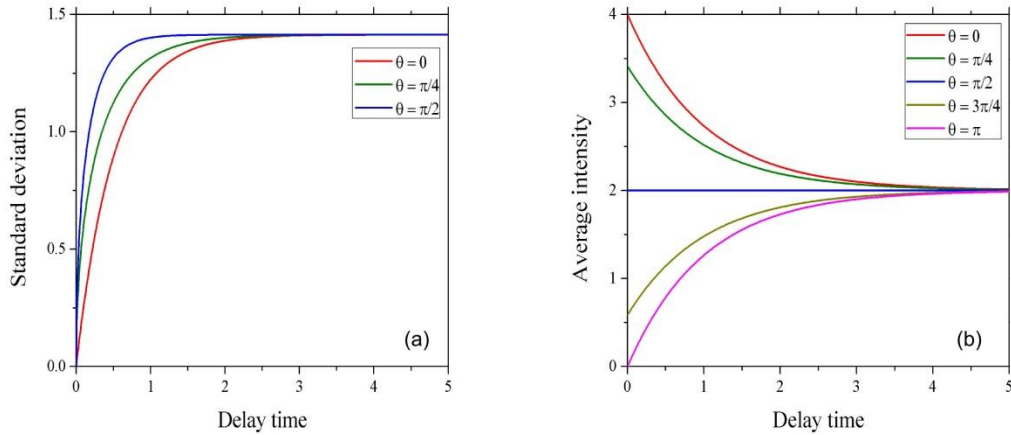 1.5
1.0
0.5
0.0
Standard deviation
θ = 0
θ = π/4
θ = π/2
(a)
0
1
2
3
4
5
Delay time
4
3
2
1
0
Average intensity
θ = 0
θ = π/4
θ = π/2
θ = 3π/4
θ = π
(b)
0
1
2
3
4
5
Delay time